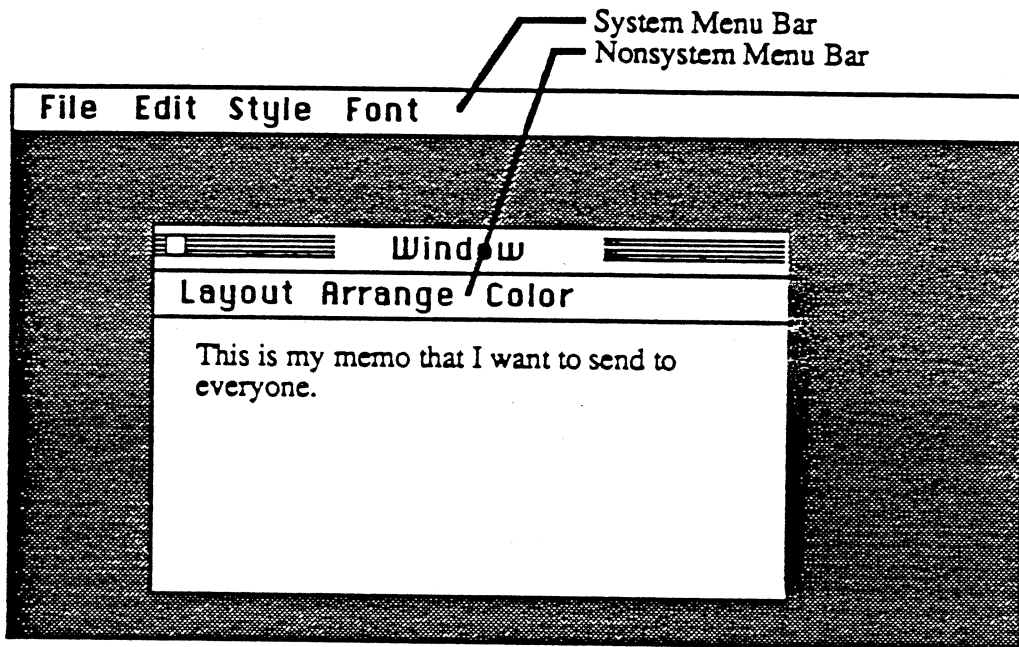 System Menu Bar
Nonsystem Menu Bar
File Edit Style Font
Window
Layout Arrange Color
This is my memo that I want to send to
everyone.